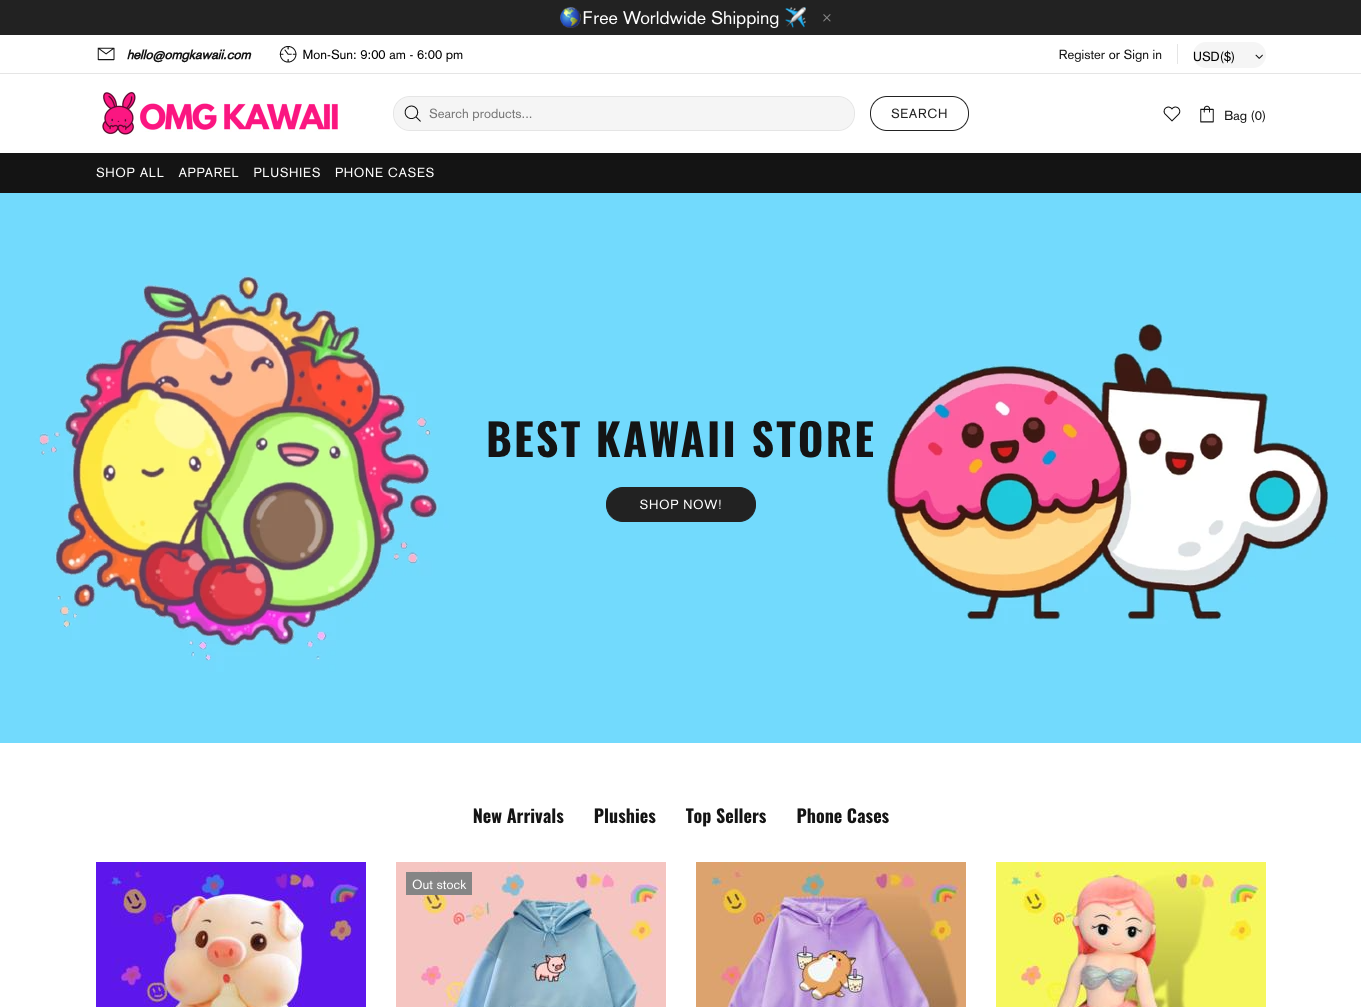 🌎Free Worldwide Shipping ✈️ ×
hello@omgkawaii.com Mon-Sun: 9:00 am - 6:00 pm Register or Sign in USD($)
OMG KAWAII Search products... SEARCH Bag (0)
SHOP ALL APPAREL PLUSHIES PHONE CASES
BEST KAWAII STORE
SHOP NOW!
New Arrivals Plushies Top Sellers Phone Cases
Out stock